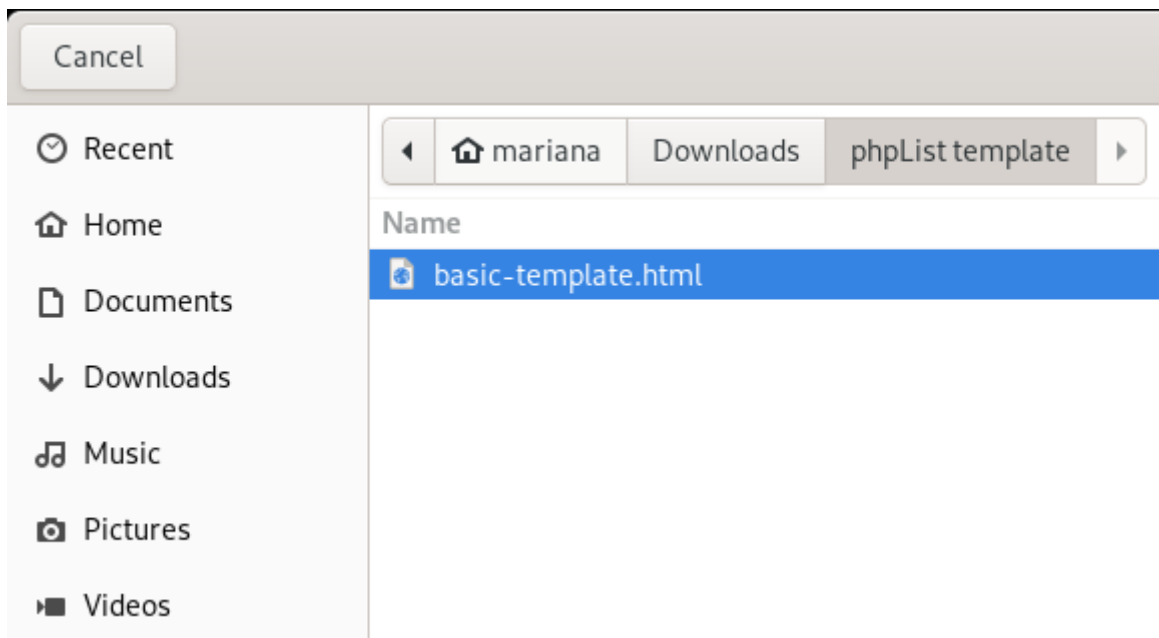 Cancel
Recent
Home
Documents
Downloads
Music
Pictures
Videos
mariana Downloads phpList template
Name
basic-template.html